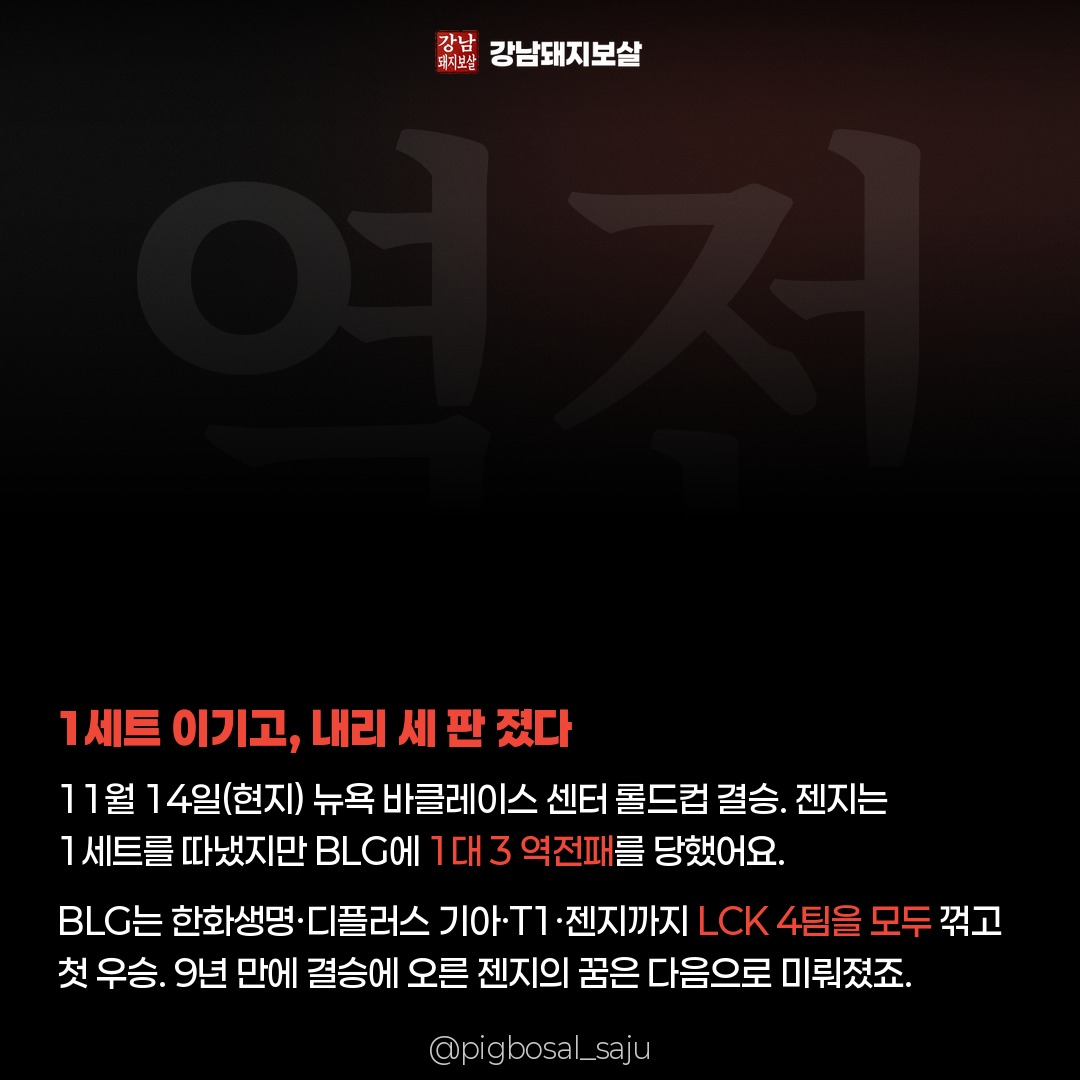 강남
돼지보살
강남돼지보살
역전
1세트 이기고, 내리 세 판 졌다
11월 14일(현지) 뉴욕 바클레이스 센터 롤드컵 결승. 젠지는
1세트를 따냈지만 BLG에 1대 3 역전패를 당했어요.
BLG는 한화생명·디플러스 기아·T1·젠지까지 LCK 4팀을 모두 꺾고
첫 우승. 9년 만에 결승에 오른 젠지의 꿈은 다음으로 미뤄졌죠.
@pigbosal_saju